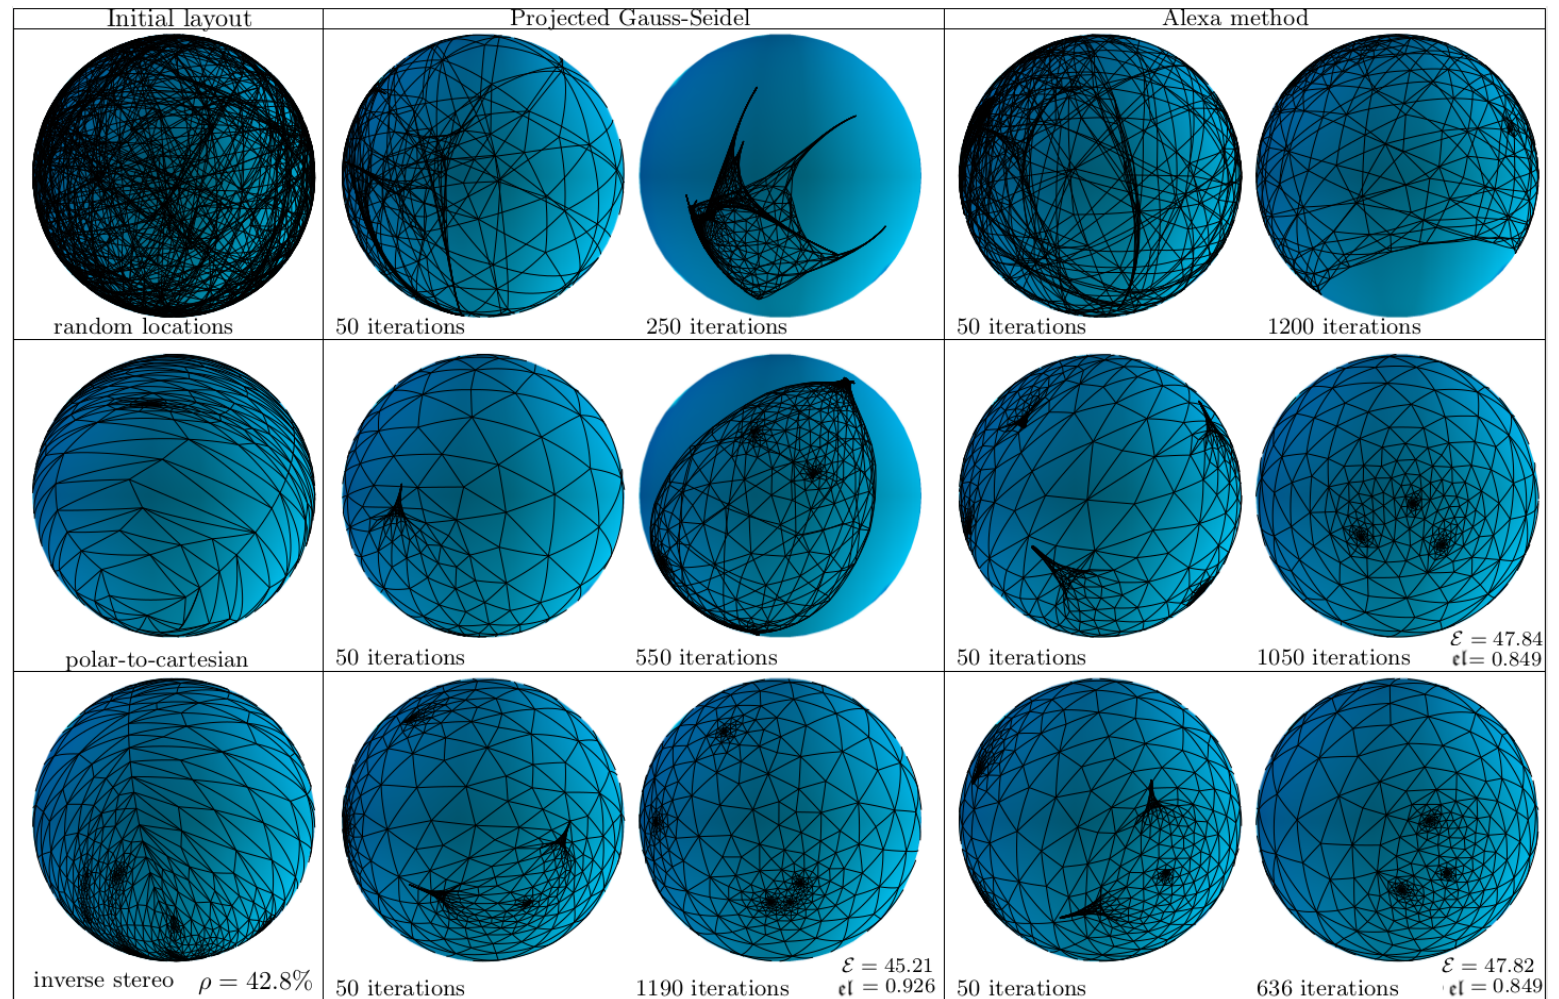 Initial layout
Projected Gauss-Seidel
Alexa method
random locations
50 iterations
250 iterations
50 iterations
1200 iterations
polar-to-cartesian
50 iterations
550 iterations
50 iterations
1050 iterations
ℰ = 47.84
𝔢𝔩= 0.849
inverse stereo ρ = 42.8%
50 iterations
1190 iterations
ℰ = 45.21
𝔢𝔩 = 0.926
50 iterations
636 iterations
ℰ = 47.82
𝔢𝔩= 0.849